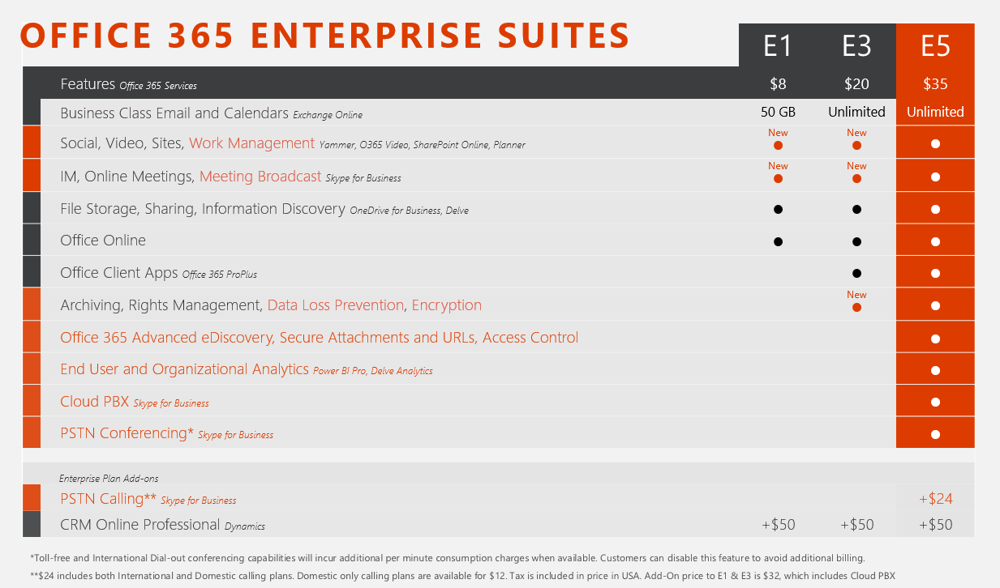 OFFICE 365 ENTERPRISE SUITES
E1 E3 E5
Features Office 365 Services $8 $20 $35
Business Class Email and Calendars Exchange Online 50 GB Unlimited Unlimited
New New
Social, Video, Sites, Work Management Yammer, O365 Video, SharePoint Online, Planner ● ● ●
New New
IM, Online Meetings, Meeting Broadcast Skype for Business ● ● ●
File Storage, Sharing, Information Discovery OneDrive for Business, Delve ● ● ●
Office Online ● ● ●
Office Client Apps Office 365 ProPlus ● ●
New
Archiving, Rights Management, Data Loss Prevention, Encryption ● ●
Office 365 Advanced eDiscovery, Secure Attachments and URLs, Access Control ●
End User and Organizational Analytics Power BI Pro, Delve Analytics ●
Cloud PBX Skype for Business ●
PSTN Conferencing* Skype for Business ●
Enterprise Plan Add-ons
PSTN Calling** Skype for Business +$24
CRM Online Professional Dynamics +$50 +$50 +$50
*Toll-free and International Dial-out conferencing capabilities will incur additional per minute consumption charges when available. Customers can disable this feature to avoid additional billing.
**$24 includes both International and Domestic calling plans. Domestic only calling plans are available for $12. Tax is included in price in USA. Add-On price to E1 & E3 is $32, which includes Cloud PBX